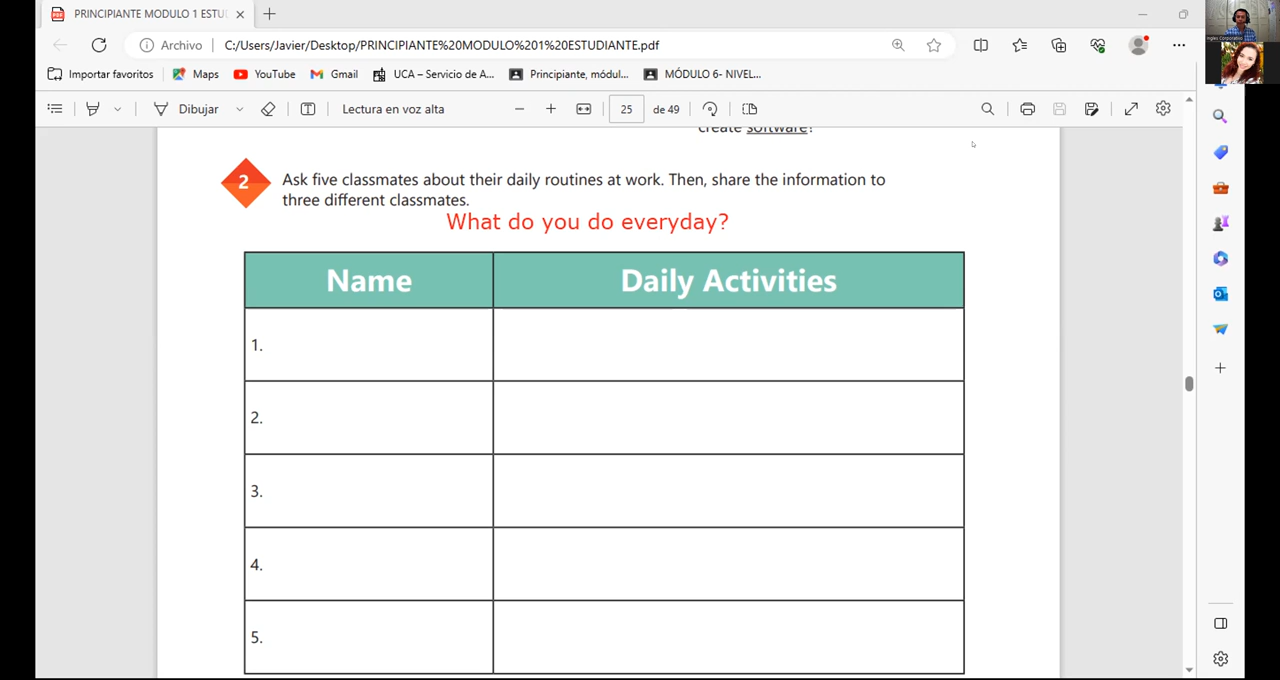 PRINCIPIANTE MODULO 1 ESTU
Archivo
C:/Users/Javier/Desktop/PRINCIPIANTE%20MODULO%201%20ESTUDIANTE.pdf
Importar favoritos
Maps
YouTube
Gmail
UCA – Servicio de A...
Principiante, módul...
MÓDULO 6- NIVEL...
Dibujar
Lectura en voz alta
25
de 49
create software?
2
Ask five classmates about their daily routines at work. Then, share the information to
three different classmates.
What do you do everyday?
Name
Daily Activities
1.
2.
3.
4.
5.